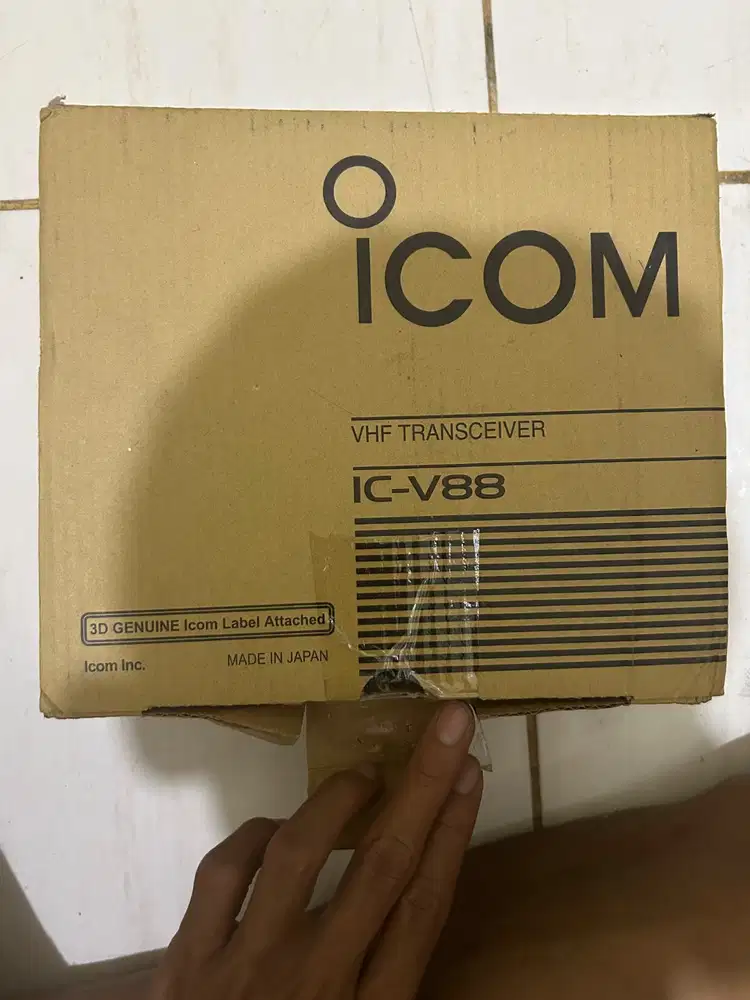 ICOM
VHF TRANSCEIVER
IC-V88
3D GENUINE Icom Label Attached
Icom Inc.
MADE IN JAPAN